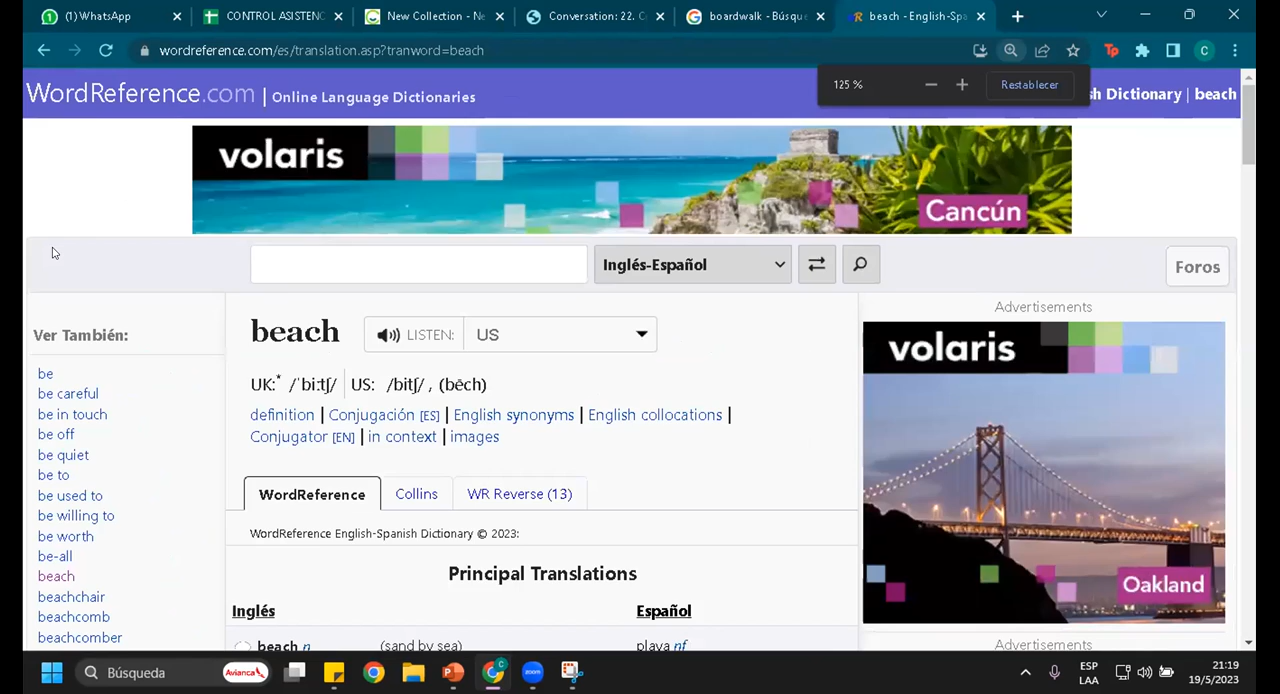 (1) WhatsApp
CONTROL ASISTENC
New Collection - Ne
Conversation: 22. C
boardwalk - Búsque
beach - English-Spa
wordreference.com/es/translation.asp?tranword=beach
Tp
C
WordReference.com | Online Language Dictionaries
sh Dictionary | beach
125 %
Restablecer
volaris
Cancún
Inglés-Español
Foros
Ver También:
be
be careful
be in touch
be off
be quiet
be to
be used to
be willing to
be worth
be-all
beach
beachchair
beachcomb
beachcomber
beach
LISTEN:
US
UK:* /ˈbiːtʃ/ US: /bitʃ/ , (bēch)
definition | Conjugación [ES] | English synonyms | English collocations |
Conjugator [EN] | in context | images
WordReference
Collins
WR Reverse (13)
WordReference English-Spanish Dictionary © 2023:
Principal Translations
Inglés
Español
beach n
(sand by sea)
playa nf
Advertisements
volaris
Oakland
Advertisements
Búsqueda
Avianca
zoom
ESP
LAA
21:19
19/5/2023